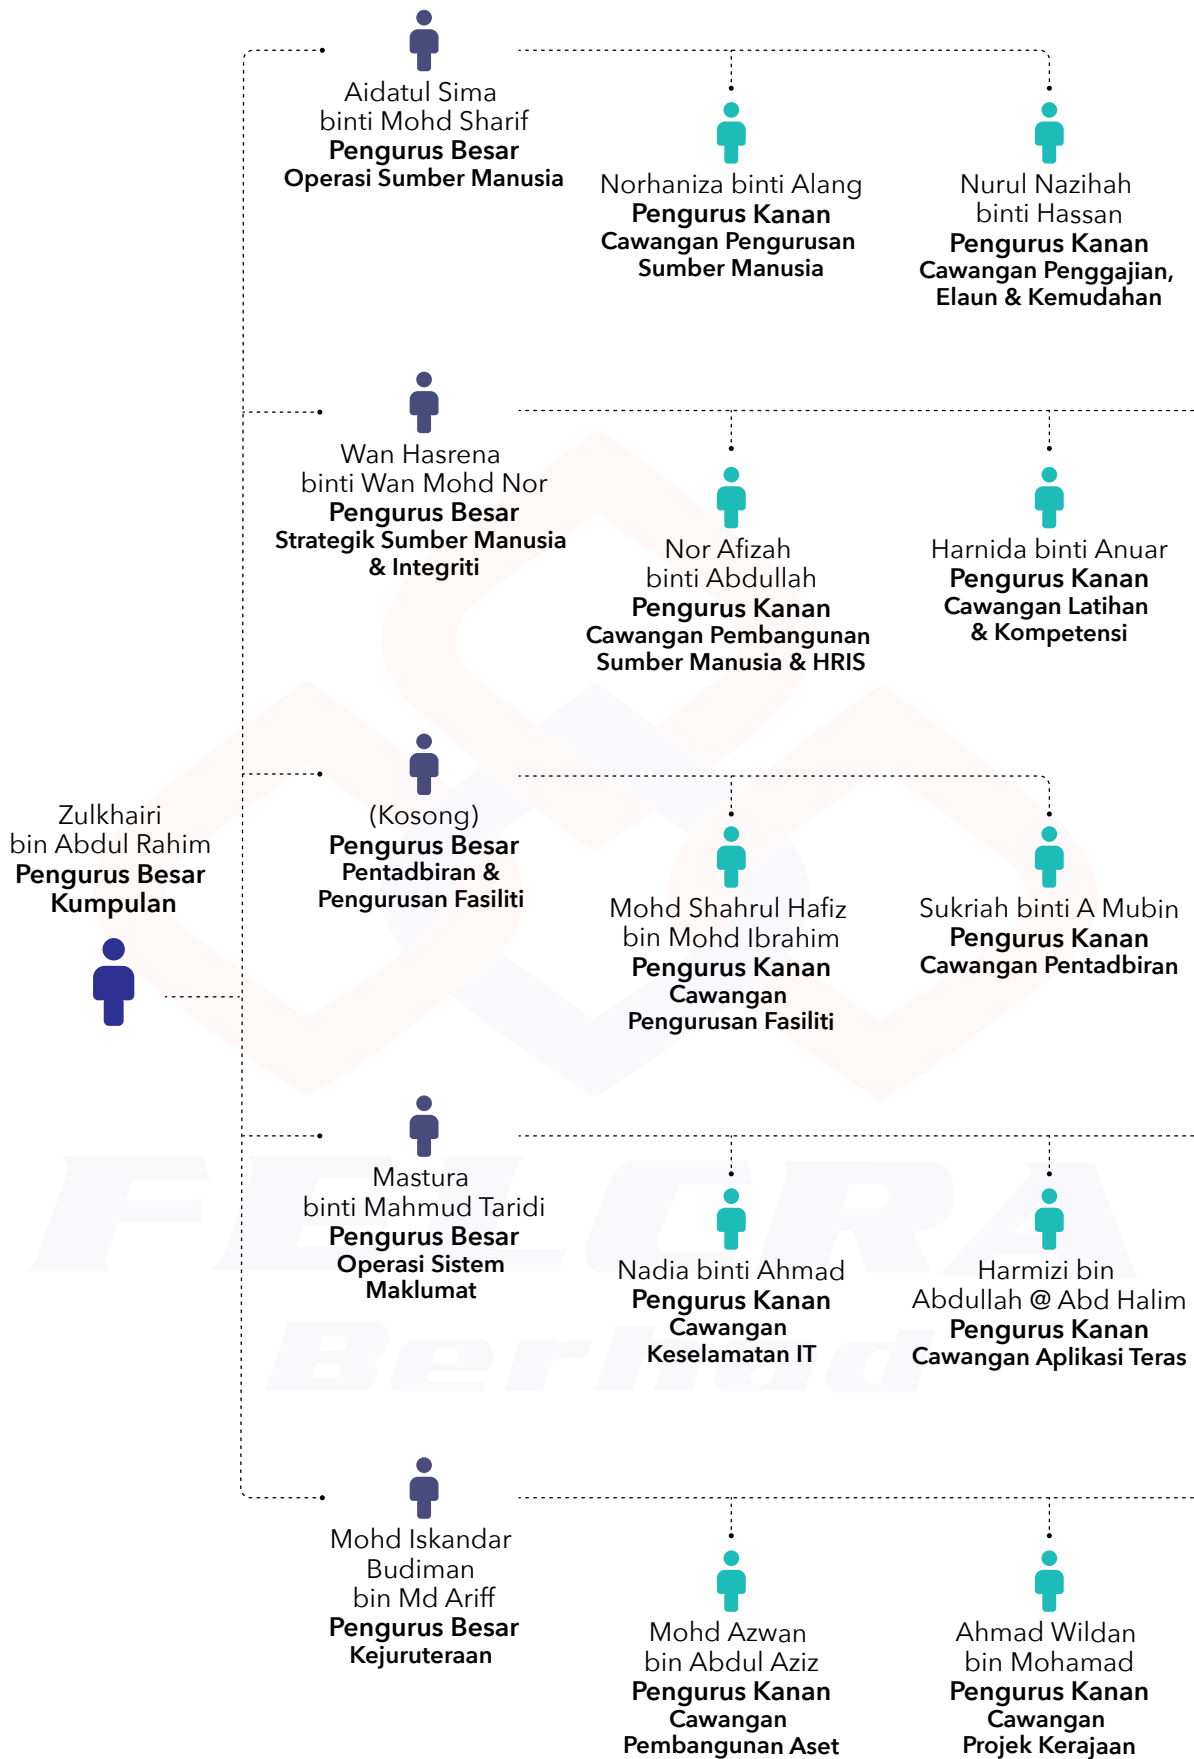 Aidatul Sima
binti Mohd Sharif
Pengurus Besar
Operasi Sumber Manusia
Norhaniza binti Alang
Pengurus Kanan
Cawangan Pengurusan
Sumber Manusia
Nurul Nazihah
binti Hassan
Pengurus Kanan
Cawangan Penggajian,
Elaun & Kemudahan
Wan Hasrena
binti Wan Mohd Nor
Pengurus Besar
Strategik Sumber Manusia
& Integriti
Nor Afizah
binti Abdullah
Pengurus Kanan
Cawangan Pembangunan
Sumber Manusia & HRIS
Harnida binti Anuar
Pengurus Kanan
Cawangan Latihan
& Kompetensi
Zulkhairi
bin Abdul Rahim
Pengurus Besar
Kumpulan
(Kosong)
Pengurus Besar
Pentadbiran &
Pengurusan Fasiliti
Mohd Shahrul Hafiz
bin Mohd Ibrahim
Pengurus Kanan
Cawangan
Pengurusan Fasiliti
Sukriah binti A Mubin
Pengurus Kanan
Cawangan Pentadbiran
Mastura
binti Mahmud Taridi
Pengurus Besar
Operasi Sistem
Maklumat
Nadia binti Ahmad
Pengurus Kanan
Cawangan
Keselamatan IT
Harmizi bin
Abdullah @ Abd Halim
Pengurus Kanan
Cawangan Aplikasi Teras
FELCRA
Berhad
Mohd Iskandar
Budiman
bin Md Ariff
Pengurus Besar
Kejuruteraan
Mohd Azwan
bin Abdul Aziz
Pengurus Kanan
Cawangan
Pembangunan Aset
Ahmad Wildan
bin Mohamad
Pengurus Kanan
Cawangan
Projek Kerajaan